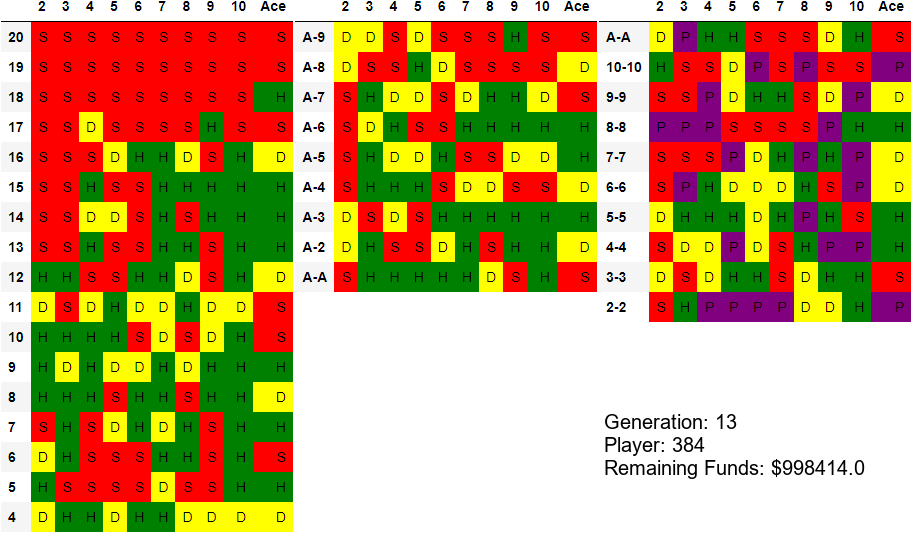 2 3 4 5 6 7 8 9 10 Ace
20 S S S S S S S S S S
19 S S S S S S S S S S
18 S S S S S S S S S H
17 S S D S S S S H S S
16 S S S D H H D S H D
15 S S H S S H H H H H
14 S S D D S H S H H H
13 S S H S S H H S H H
12 H H S S H H D S H D
11 D S D H D D H D D S
10 H H H H S D S D H S
9 H D H D D H D H H H
8 H H H S H H S H H D
7 S H S D H D H S H H
6 D H S S S H H S H S
5 H S S S S D S S H H
4 D H H D H H D D D D
2 3 4 5 6 7 8 9 10 Ace
A-9 D D S D S S S H S S
A-8 D S S H D S S S S D
A-7 S H D D S D H H D S
A-6 S D H S S H H H H H
A-5 S H D D H S S D D H
A-4 S H H H S D D S S D
A-3 D S D S H H H H H H
A-2 D H S S D H S H H D
A-A S H H H H H D S H S
2 3 4 5 6 7 8 9 10 Ace
A-A D P H H S S S D H S
10-10 H S S D P S P S S P
9-9 S S P D H H S D P D
8-8 P P P S S S S P H H
7-7 S S S P D H P H P D
6-6 S P H D D D H S P D
5-5 D H H H D H P H S H
4-4 S D D P D S H P P H
3-3 D S D H H S D H H S
2-2 S H P P P P D D H P
Generation: 13
Player: 384
Remaining Funds: $998414.0